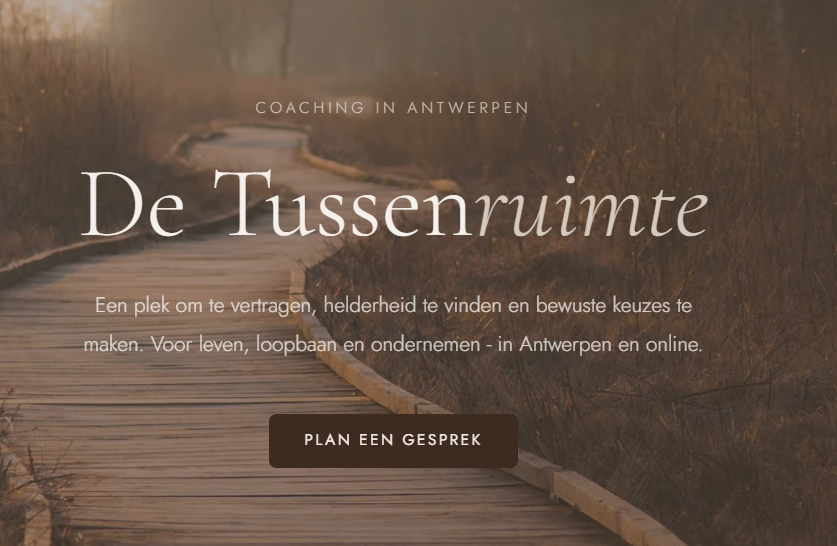 COACHING IN ANTWERPEN
De Tussenruimte
Een plek om te vertragen, helderheid te vinden en bewuste keuzes te
maken. Voor leven, loopbaan en ondernemen - in Antwerpen en online.
PLAN EEN GESPREK